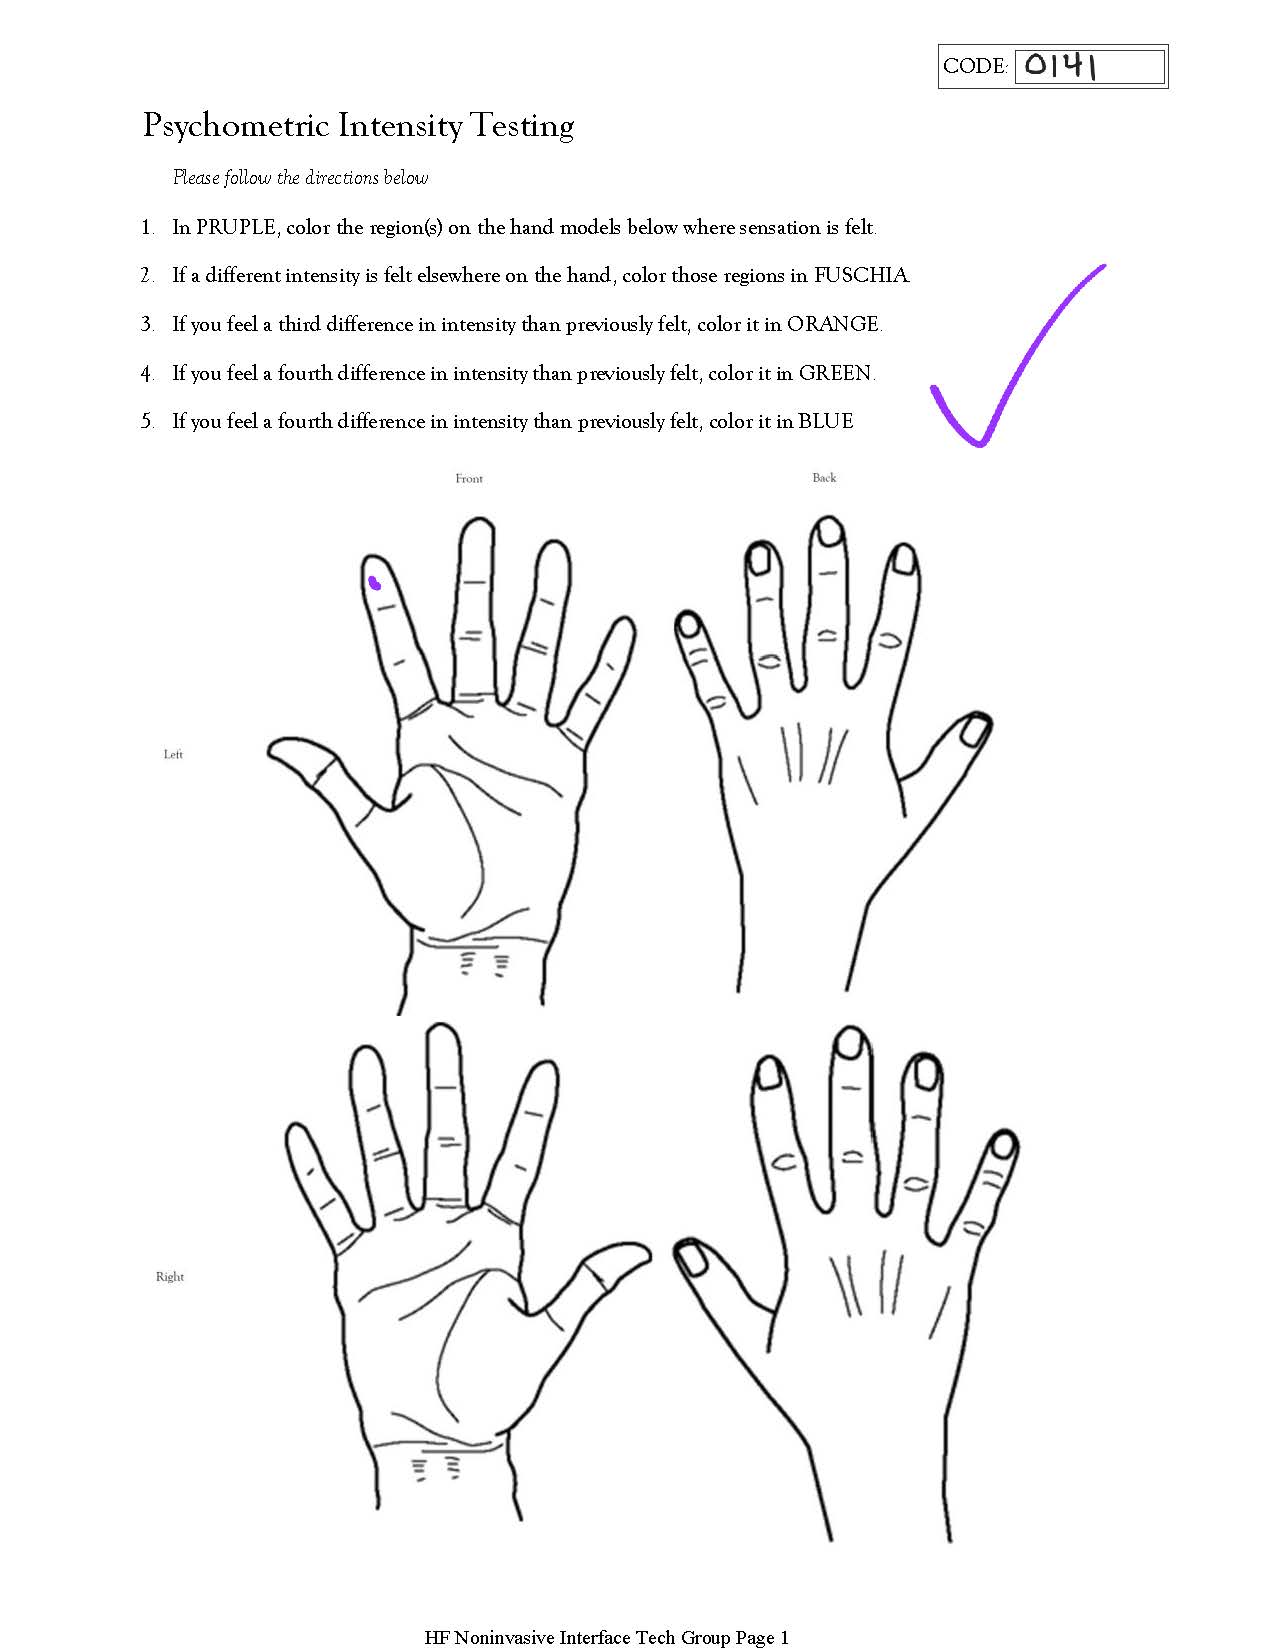 CODE: 0141
Psychometric Intensity Testing
Please follow the directions below
1. In PRUPLE, color the region(s) on the hand models below where sensation is felt.
2. If a different intensity is felt elsewhere on the hand, color those regions in FUSCHIA.
3. If you feel a third difference in intensity than previously felt, color it in ORANGE.
4. If you feel a fourth difference in intensity than previously felt, color it in GREEN.
5. If you feel a fourth difference in intensity than previously felt, color it in BLUE
Front
Back
Left
Right
HF Noninvasive Interface Tech Group Page 1